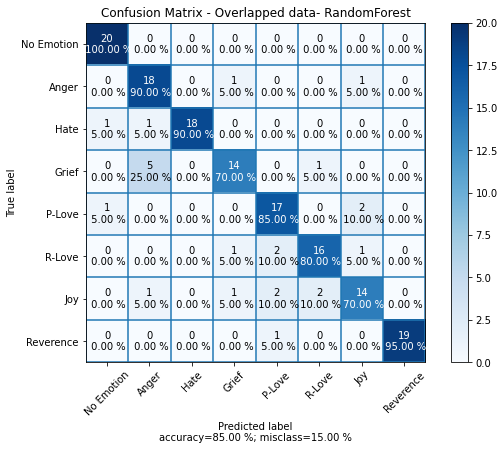 Confusion Matrix - Overlapped data- RandomForest
No Emotion
20 0 0 0 0 0 0 0
100.00 % 0.00 % 0.00 % 0.00 % 0.00 % 0.00 % 0.00 % 0.00 %
Anger
0 18 0 1 0 0 1 0
0.00 % 90.00 % 0.00 % 5.00 % 0.00 % 0.00 % 5.00 % 0.00 %
Hate
1 1 18 0 0 0 0 0
5.00 % 5.00 % 90.00 % 0.00 % 0.00 % 0.00 % 0.00 % 0.00 %
Grief
0 5 0 14 0 1 0 0
0.00 % 25.00 % 0.00 % 70.00 % 0.00 % 5.00 % 0.00 % 0.00 %
P-Love
1 0 0 0 17 0 2 0
5.00 % 0.00 % 0.00 % 0.00 % 85.00 % 0.00 % 10.00 % 0.00 %
R-Love
0 0 0 1 2 16 1 0
0.00 % 0.00 % 0.00 % 5.00 % 10.00 % 80.00 % 5.00 % 0.00 %
Joy
0 1 0 1 2 2 14 0
0.00 % 5.00 % 0.00 % 5.00 % 10.00 % 10.00 % 70.00 % 0.00 %
Reverence
0 0 0 0 1 0 0 19
0.00 % 0.00 % 0.00 % 0.00 % 5.00 % 0.00 % 0.00 % 95.00 %
True label
No Emotion Anger Hate Grief P-Love R-Love Joy Reverence
Predicted label
accuracy=85.00 %; misclass=15.00 %
20.0
17.5
15.0
12.5
10.0
7.5
5.0
2.5
0.0